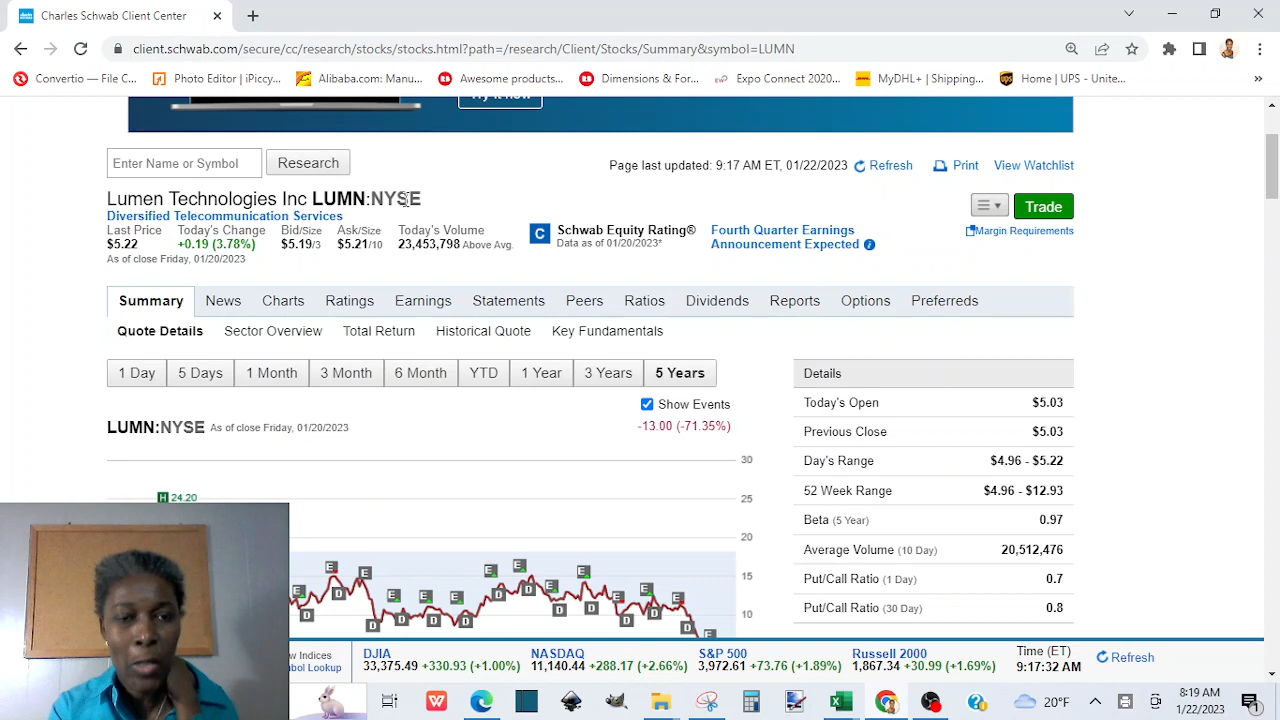 Charles Schwab
client.schwab.com/secure/cc/research/stocks/stocks.html?path=/research/Client/Stocks/Summary&symbol=LUMN
Convertio — File C...
Photo Editor | iPiccy...
Alibaba.com: Manu...
Awesome products...
Dimensions & For...
Expo Connect 2020...
MyDHL+ | Shipping...
Home | UPS - Unite...
Enter Name or Symbol
Research
Page last updated: 9:17 AM ET, 01/22/2023
Refresh
Print
View Watchlist
Lumen Technologies Inc LUMN:NYSE
Trade
Diversified Telecommunication Services
Margin Requirements
Last Price
$5.22
Today's Change
+0.19 (3.78%)
Bid/Size
$5.19/3
Ask/Size
$5.21/10
Today's Volume
23,453,798 Above Avg.
As of close Friday, 01/20/2023
C
Schwab Equity Rating®
Data as of 01/20/2023*
Fourth Quarter Earnings
Announcement Expected
Summary
News
Charts
Ratings
Earnings
Statements
Peers
Ratios
Dividends
Reports
Options
Preferreds
Quote Details
Sector Overview
Total Return
Historical Quote
Key Fundamentals
1 Day
5 Days
1 Month
3 Month
6 Month
YTD
1 Year
3 Years
5 Years
Show Events
LUMN:NYSE As of close Friday, 01/20/2023
-13.00 (-71.35%)
30
H 24.20
25
20
15
10
Details
Today's Open $5.03
Previous Close $5.03
Day's Range $4.96 - $5.22
52 Week Range $4.96 - $12.93
Beta (5 Year) 0.97
Average Volume (10 Day) 20,512,476
Put/Call Ratio (1 Day) 0.7
Put/Call Ratio (30 Day) 0.8
Indices
Lookup
DJIA
33,375.49 +330.93 (+1.00%)
NASDAQ
11,140.44 +288.17 (+2.66%)
S&P 500
3,972.61 +73.76 (+1.89%)
Russell 2000
1,867.34 +30.99 (+1.69%)
Time (ET)
9:17:32 AM
Refresh
20°F
8:19 AM
1/22/2023